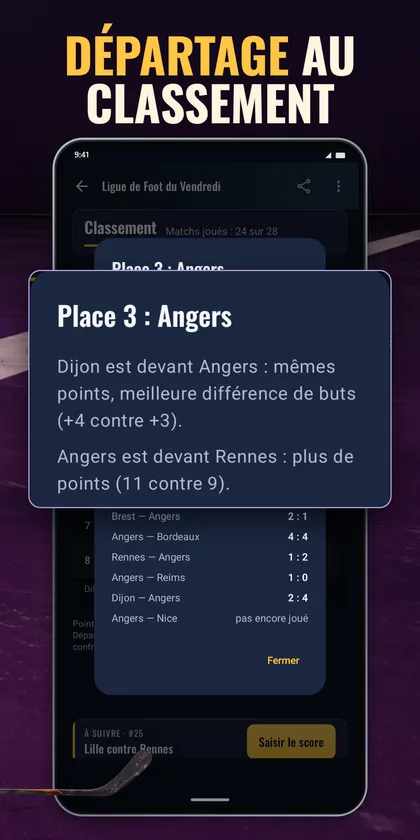 DÉPARTAGE AU
CLASSEMENT
9:41
Ligue de Foot du Vendredi
Classement Matchs joués : 24 sur 28
Place 3 : Angers
Place 3 : Angers
Dijon est devant Angers : mêmes
points, meilleure différence de buts
(+4 contre +3).
Angers est devant Rennes : plus de
points (11 contre 9).
7
Brest — Angers 2 : 1
Angers — Bordeaux 4 : 4
8
Rennes — Angers 1 : 2
Angers — Reims 1 : 0
Dijon — Angers 2 : 4
Angers — Nice pas encore joué
Fermer
À SUIVRE · #25
Lille contre Rennes
Saisir le score